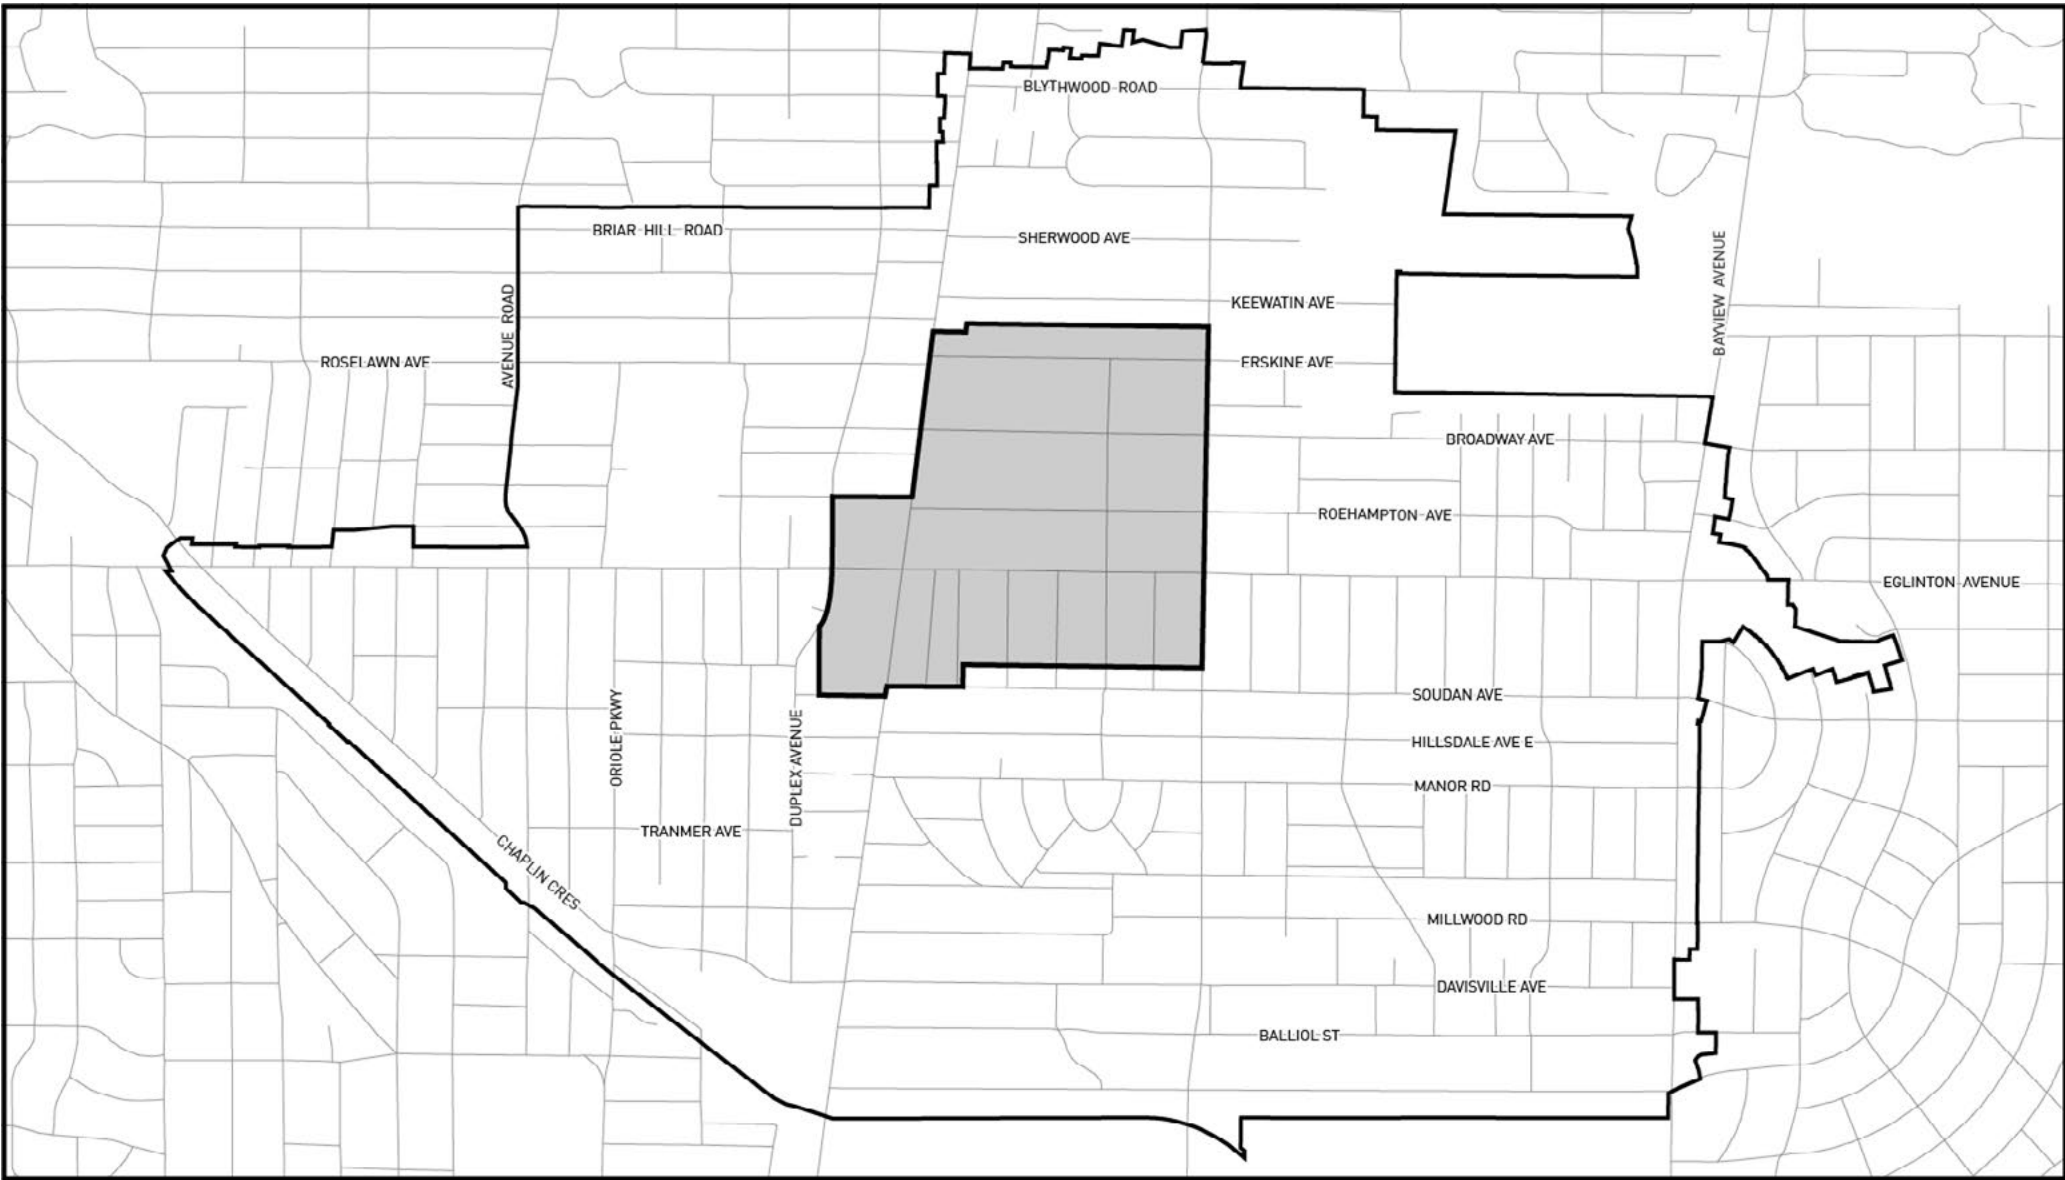 BLYTHWOOD ROAD
BRIAR HILL ROAD
SHERWOOD AVE
BAYVIEW AVENUE
AVENUE ROAD
KEEWATIN AVE
ROSELAWN AVE
ERSKINE AVE
BROADWAY AVE
ROEHAMPTON AVE
EGLINTON AVENUE
ORIOLE PKWY
DUPLEX AVENUE
SOUDAN AVE
HILLSDALE AVE E
MANOR RD
TRANMER AVE
CHAPLIN CRES
MILLWOOD RD
DAVISVILLE AVE
BALLIOL ST